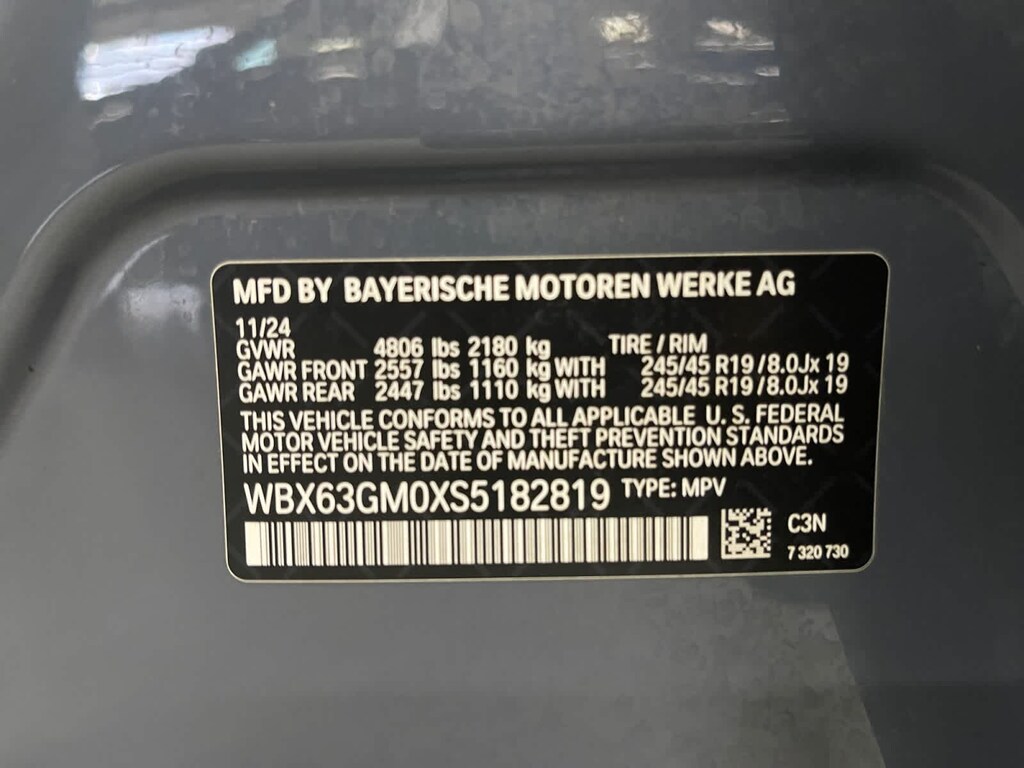 MFD BY BAYERISCHE MOTOREN WERKE AG
11/24
GVWR 4806 lbs 2180 kg TIRE / RIM
GAWR FRONT 2557 lbs 1160 kg WITH 245/45 R19 / 8.0Jx 19
GAWR REAR 2447 lbs 1110 kg WITH 245/45 R19 / 8.0Jx 19
THIS VEHICLE CONFORMS TO ALL APPLICABLE U. S. FEDERAL
MOTOR VEHICLE SAFETY AND THEFT PREVENTION STANDARDS
IN EFFECT ON THE DATE OF MANUFACTURE SHOWN ABOVE.
WBX63GM0XS5182819 TYPE: MPV
C3N
7 320 730